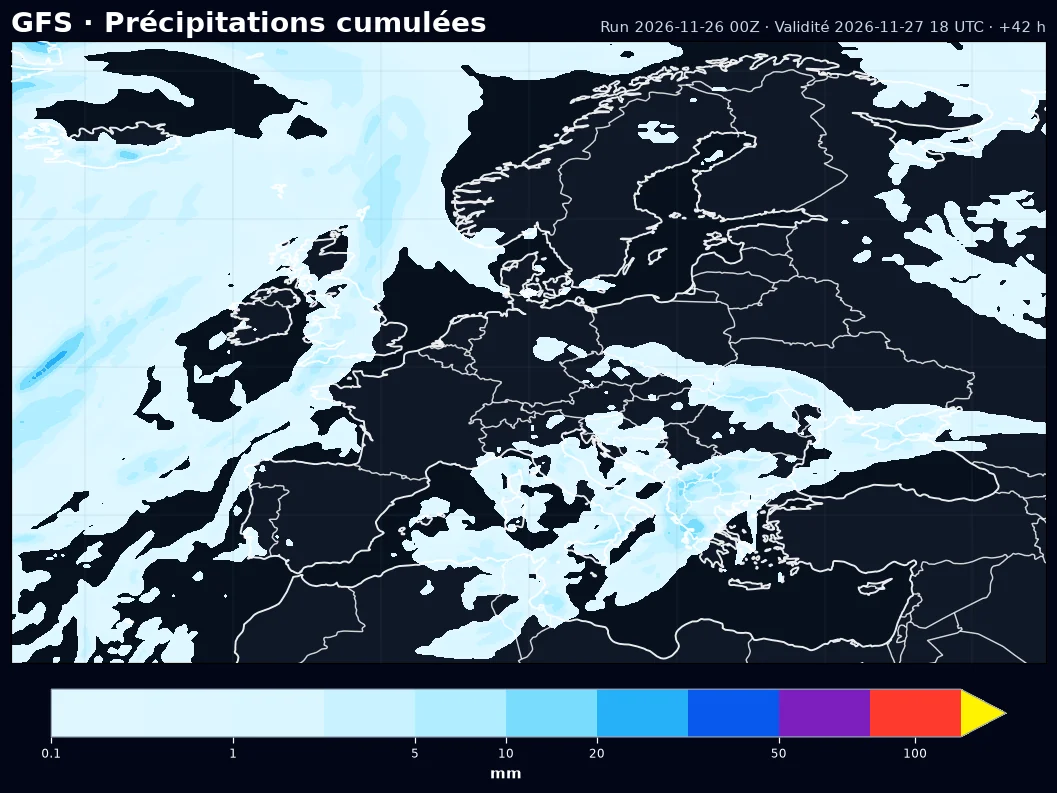 GFS · Précipitations cumulées
Run 2026-11-26 00Z · Validité 2026-11-27 18 UTC · +42 h
0.1 1 5 10 20 50 100
mm